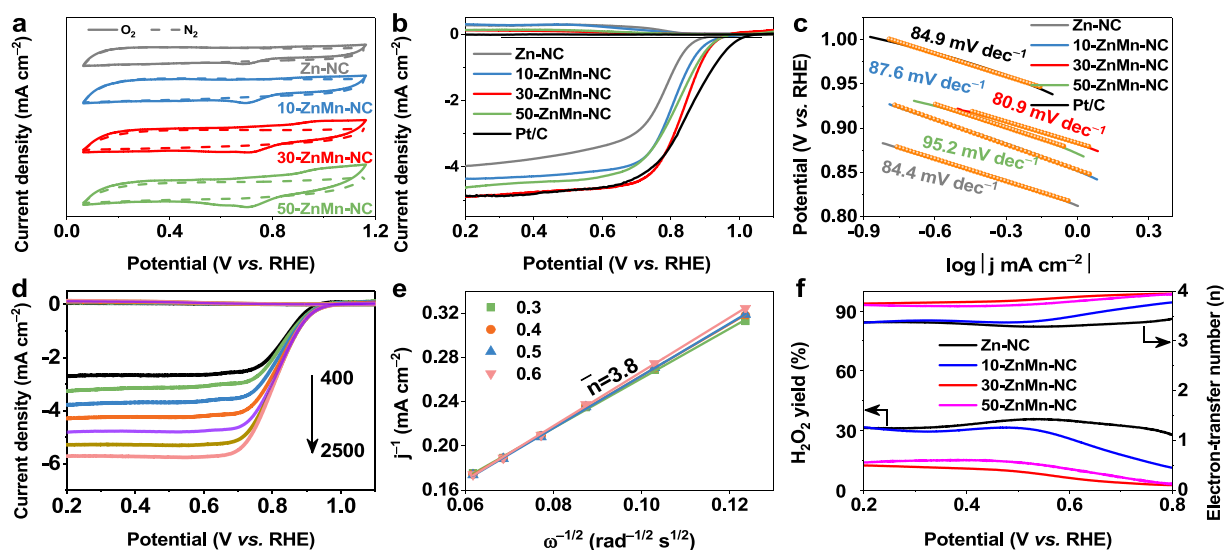 a
O₂ N₂
Zn-NC
10-ZnMn-NC
30-ZnMn-NC
50-ZnMn-NC
Current density (mA cm⁻²)
0.0 0.4 0.8 1.2
Potential (V vs. RHE)
b
Zn-NC
10-ZnMn-NC
30-ZnMn-NC
50-ZnMn-NC
Pt/C
Current density (mA cm⁻²)
0
-2
-4
0.2 0.4 0.6 0.8 1.0
Potential (V vs. RHE)
c
Zn-NC
10-ZnMn-NC
30-ZnMn-NC
50-ZnMn-NC
Pt/C
84.9 mV dec⁻¹
87.6 mV dec⁻¹
80.9 mV dec⁻¹
95.2 mV dec⁻¹
84.4 mV dec⁻¹
Potential (V vs. RHE)
1.00
0.95
0.90
0.85
0.80
-0.9 -0.6 -0.3 0.0 0.3
log|j mA cm⁻²|
d
400
2500
Current density (mA cm⁻²)
0
-2
-4
-6
0.2 0.4 0.6 0.8 1.0
Potential (V vs. RHE)
e
0.3
0.4
0.5
0.6
n̅=3.8
j⁻¹ (mA cm⁻²)
0.32
0.28
0.24
0.20
0.16
0.06 0.08 0.10 0.12
ω⁻¹/² (rad⁻¹/² s¹/²)
f
Zn-NC
10-ZnMn-NC
30-ZnMn-NC
50-ZnMn-NC
H₂O₂ yield (%)
90
60
30
0
Electron-transfer number (n)
4
3
2
1
0
0.2 0.4 0.6 0.8
Potential (V vs. RHE)